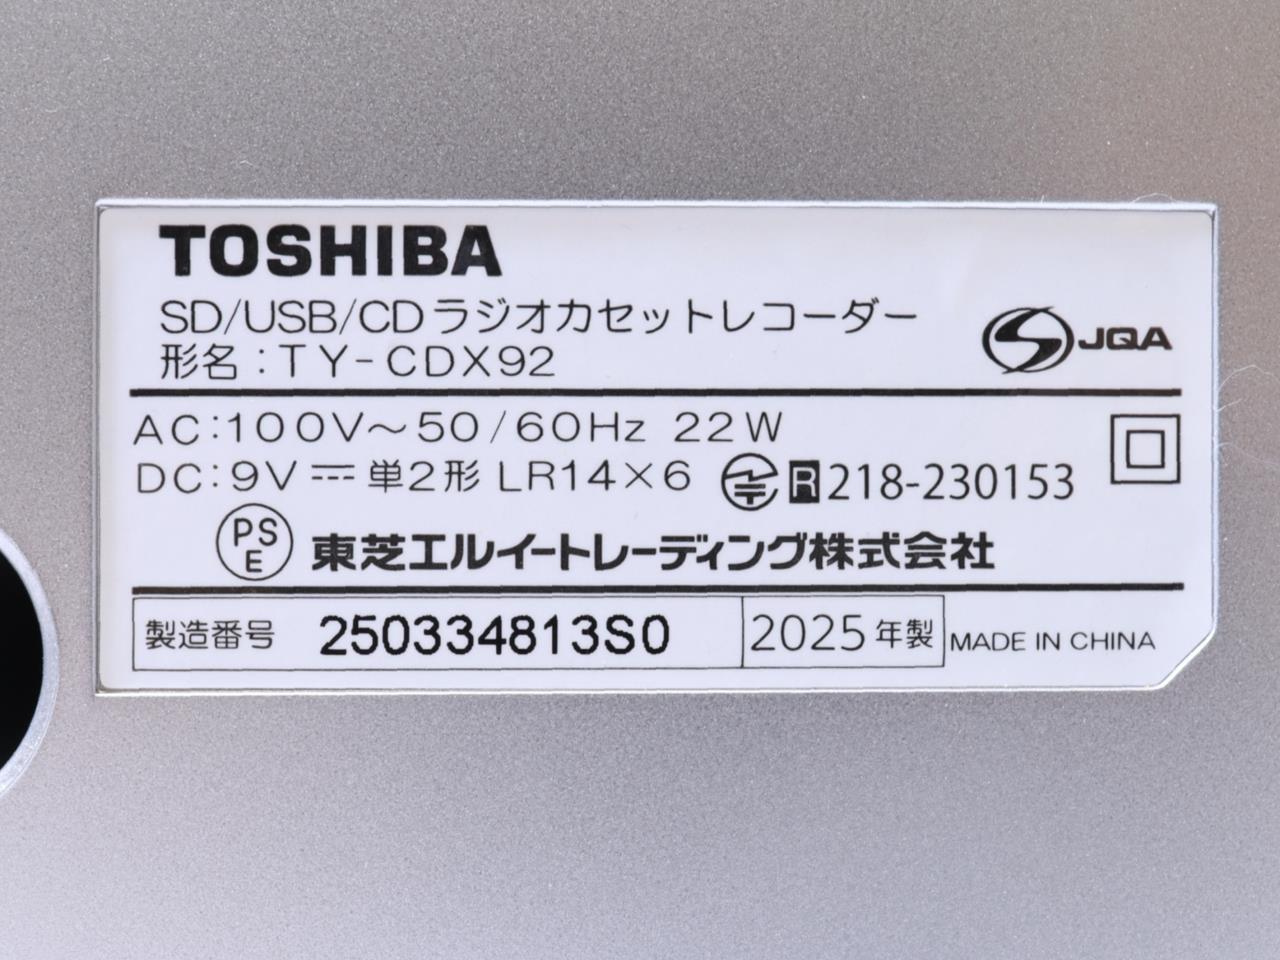 TOSHIBA
SD/USB/CDラジオカセットレコーダー
形名：TY-CDX92
JQA
AC：100V～50/60Hz 22W
DC：9V⎓単2形 LR14×6 R 218-230153
PSE 東芝エルイートレーディング株式会社
製造番号 250334813S0 2025年製 MADE IN CHINA